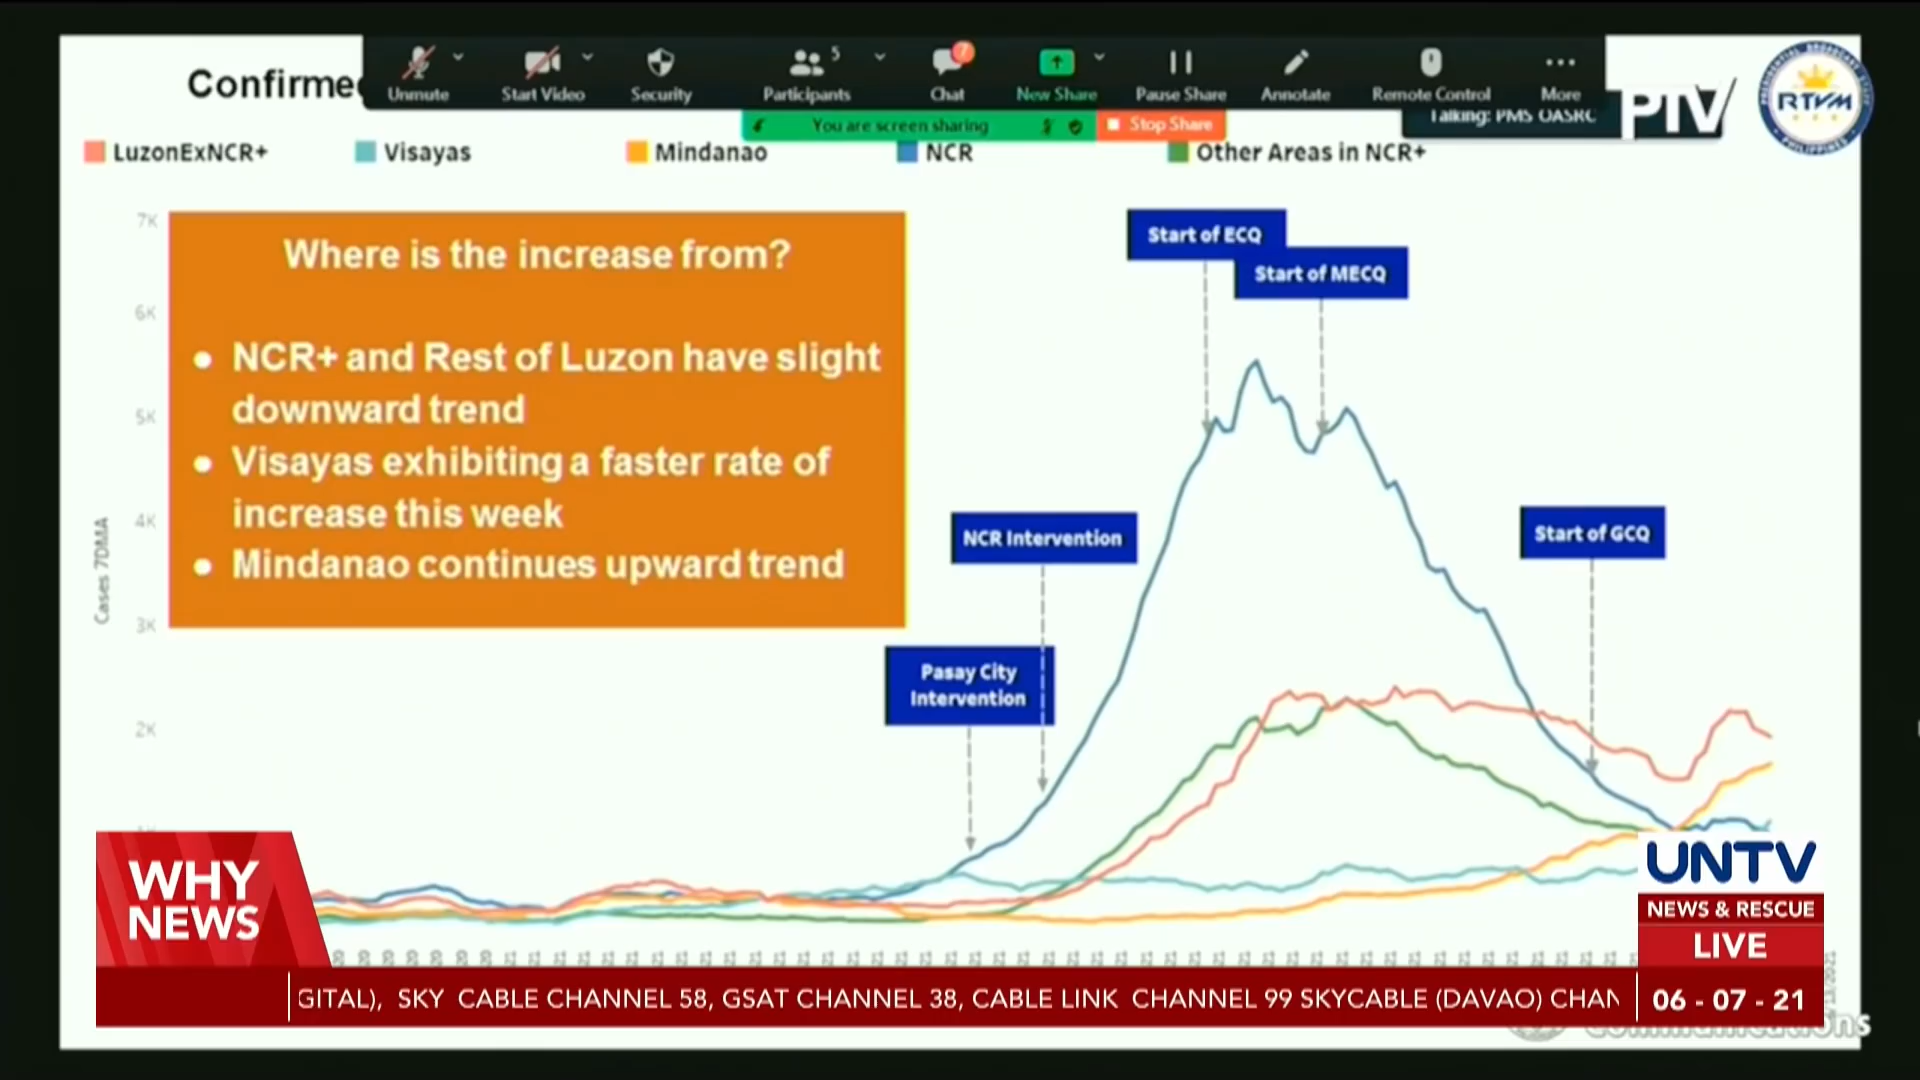 Confirmed
Unmute
Start Video
Security
5
Participants
7
Chat
New Share
Pause Share
Annotate
Remote Control
More
You are screen sharing
Stop Share
Talking: PMS OASRC
PTV
RTVM
PHILIPPINES
LuzonExNCR+
Visayas
Mindanao
NCR
Other Areas in NCR+
7K
6K
5K
4K
3K
2K
Cases 7DMA
Where is the increase from?
● NCR+ and Rest of Luzon have slight
downward trend
● Visayas exhibiting a faster rate of
increase this week
● Mindanao continues upward trend
Start of ECQ
Start of MECQ
NCR Intervention
Start of GCQ
Pasay City
Intervention
WHY
NEWS
UNTV
NEWS & RESCUE
LIVE
GITAL), SKY CABLE CHANNEL 58, GSAT CHANNEL 38, CABLE LINK CHANNEL 99 SKYCABLE (DAVAO) CHAN
06 - 07 - 21
Communications